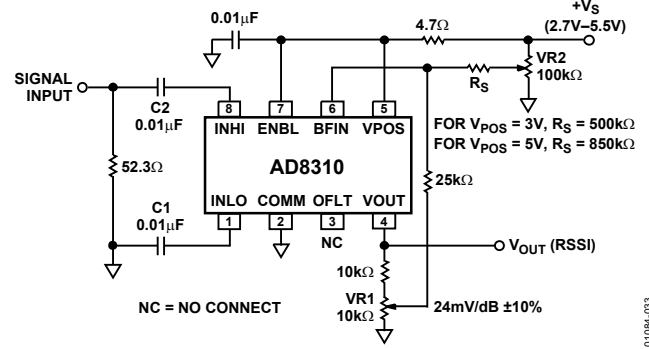 0.01μF
4.7Ω
+VS
(2.7V–5.5V)
VR2
100kΩ
SIGNAL
INPUT
C2
0.01μF
RS
8 7 6 5
INHI ENBL BFIN VPOS
FOR VPOS = 3V, RS = 500kΩ
FOR VPOS = 5V, RS = 850kΩ
52.3Ω
AD8310
25kΩ
C1
0.01μF
INLO COMM OFLT VOUT
1 2 3 4
NC
VOUT (RSSI)
10kΩ
VR1
10kΩ
24mV/dB ±10%
NC = NO CONNECT
01084-033